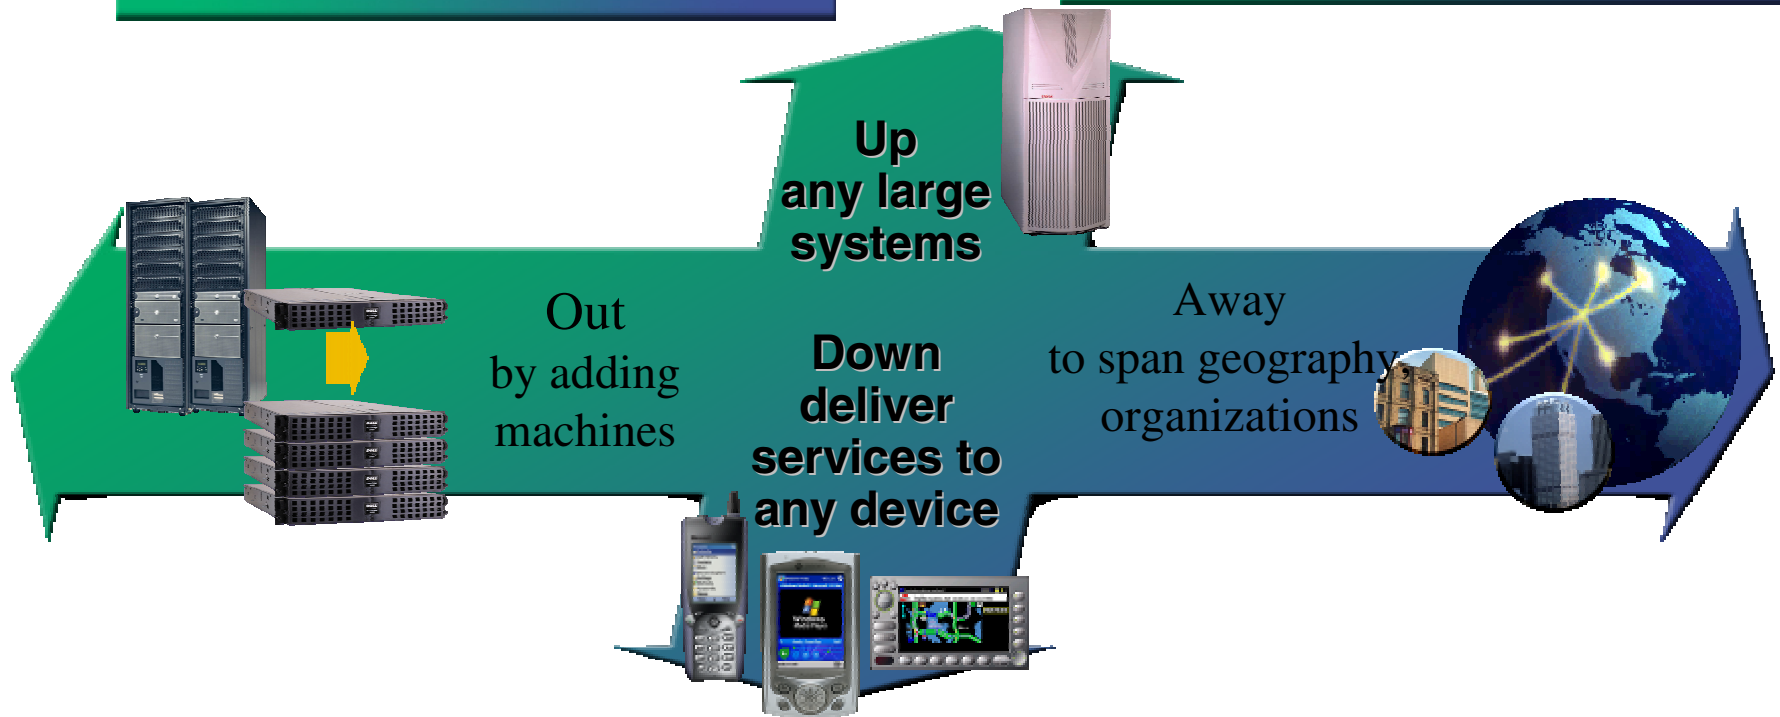 Up
any large
systems
Out
by adding
machines
Down
deliver
services to
any device
Away
to span geography,
organizations
Windows